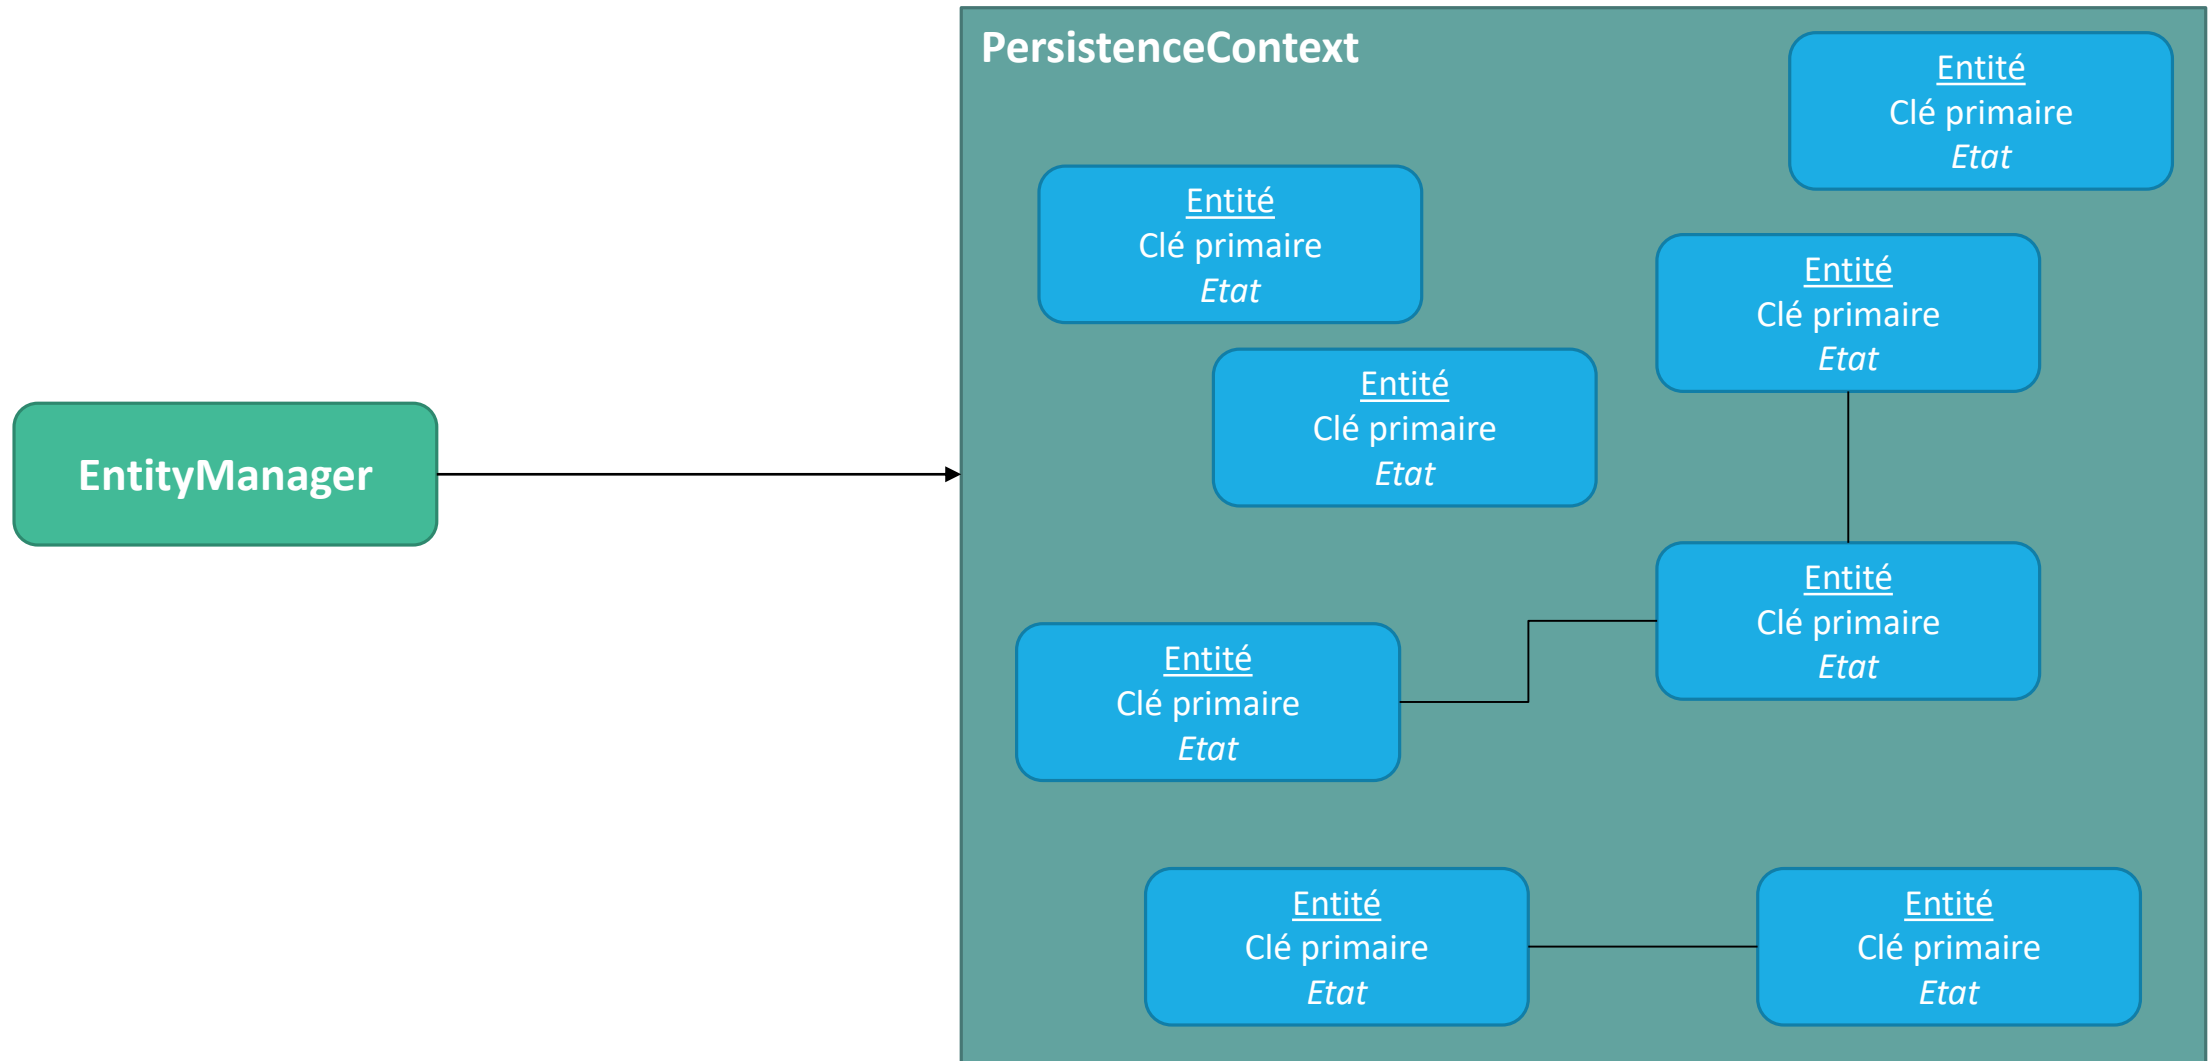 PersistenceContext
Entité
Clé primaire
Etat
Entité
Clé primaire
Etat
Entité
Clé primaire
Etat
Entité
Clé primaire
Etat
EntityManager
Entité
Clé primaire
Etat
Entité
Clé primaire
Etat
Entité
Clé primaire
Etat
Entité
Clé primaire
Etat